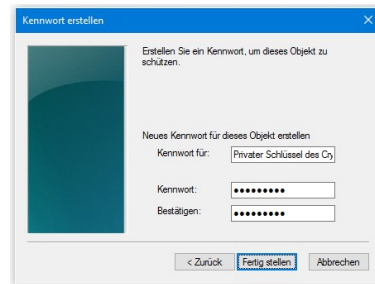 Kennwort erstellen
Erstellen Sie ein Kennwort, um dieses Objekt zu
schützen.
Neues Kennwort für dieses Objekt erstellen
Kennwort für: Privater Schlüssel des Cry
Kennwort: •••••••••
Bestätigen: •••••••••
< Zurück Fertig stellen Abbrechen